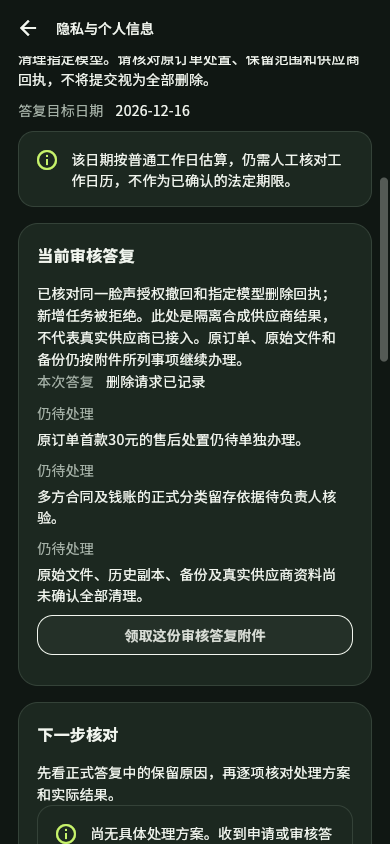 隐私与个人信息
清理指定模型。请核对原订单处置、保留范围和供应商
回执，不将提交视为全部删除。
答复目标日期 2026-12-16
该日期按普通工作日估算，仍需人工核对工
作日历，不作为已确认的法定期限。
当前审核答复
已核对同一脸声授权撤回和指定模型删除回执；
新增任务被拒绝。此处是隔离合成供应商结果，
不代表真实供应商已接入。原订单、原始文件和
备份仍按附件所列事项继续办理。
本次答复 删除请求已记录
仍待处理
原订单首款30元的售后处置仍待单独办理。
仍待处理
多方合同及钱账的正式分类留存依据待负责人核
验。
仍待处理
原始文件、历史副本、备份及真实供应商资料尚
未确认全部清理。
领取这份审核答复附件
下一步核对
先看正式答复中的保留原因，再逐项核对处理方案
和实际结果。
尚无具体处理方案。收到申请或审核答